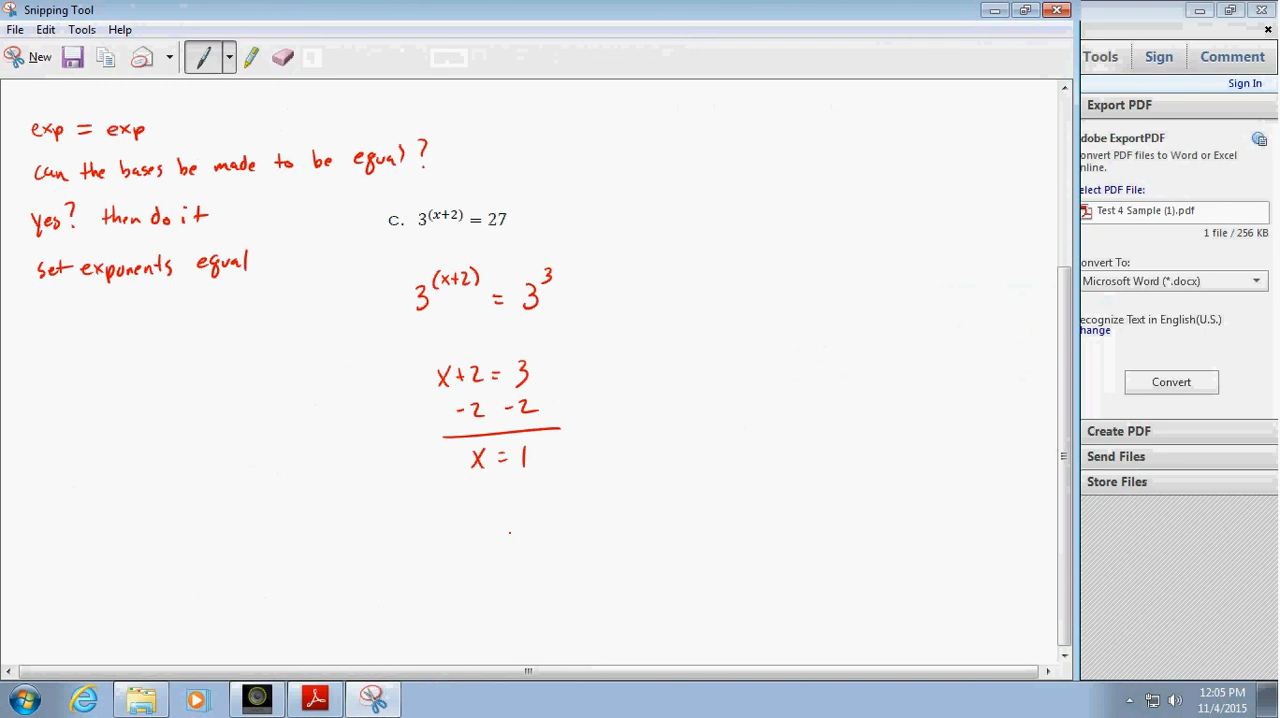 Snipping Tool
File Edit Tools Help
New
exp = exp
can the bases be made to be equal?
yes? then do it
set exponents equal
C. 3^(x+2) = 27
3^(x+2) = 3^3
x+2 = 3
-2 -2
x = 1
Tools Sign Comment
Sign In
Export PDF
dobe ExportPDF
onvert PDF files to Word or Excel
nline.
elect PDF File:
Test 4 Sample (1).pdf
1 file / 256 KB
onvert To:
Microsoft Word (*.docx)
ecognize Text in English(U.S.)
hange
Convert
Create PDF
Send Files
Store Files
12:05 PM
11/4/2015